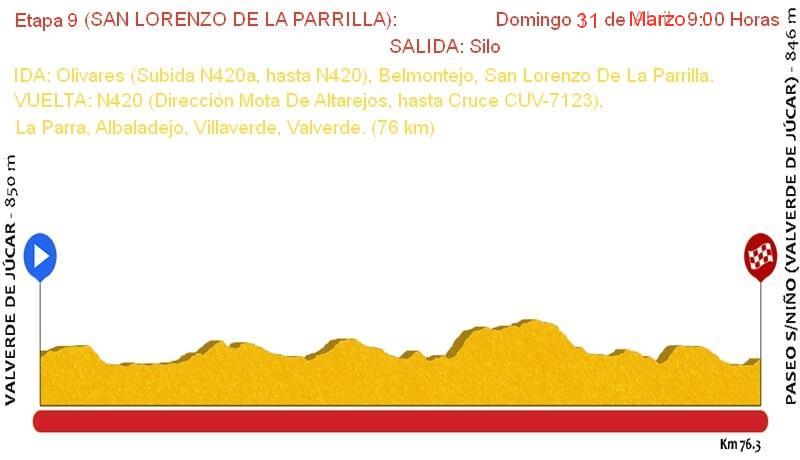 Etapa 9 (SAN LORENZO DE LA PARRILLA): Domingo 31 de Marzo 9:00 Horas
SALIDA: Silo
IDA: Olivares (Subida N420a, hasta N420), Belmontejo, San Lorenzo De La Parrilla.
VUELTA: N420 (Dirección Mota De Altarejos, hasta Cruce CUV-7123),
La Parra, Albaladejo, Villaverde, Valverde. (76 km)
VALVERDE DE JÚCAR - 850 m
PASEO S/NIÑO (VALVERDE DE JÚCAR) - 846 m
Km 76.3